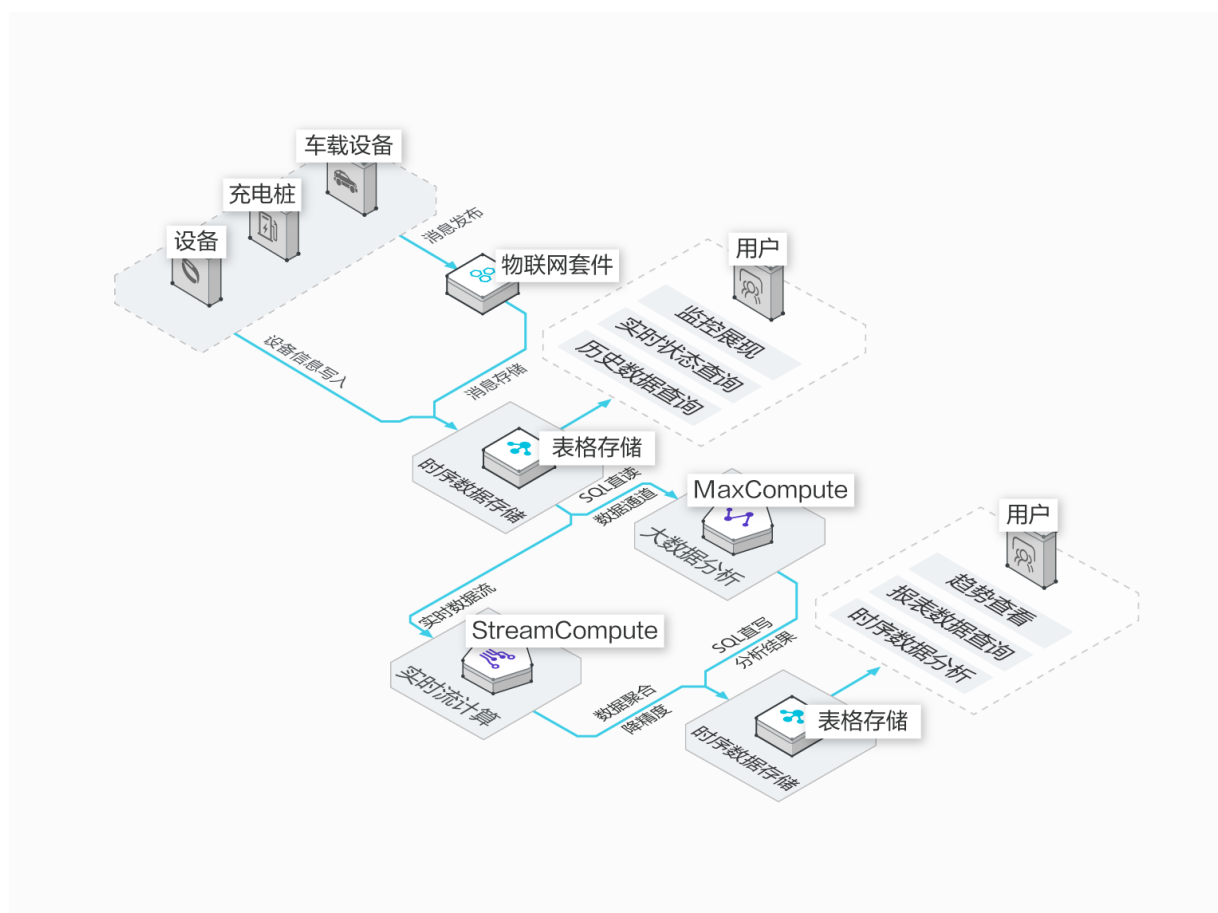 车载设备
充电桩
设备
消息发布
物联网套件
用户
监控展现
实时状态查询
历史数据查询
设备信息写入
消息存储
表格存储
时序数据存储
SQL直读
数据通道
MaxCompute
大数据分析
用户
趋势查看
报表数据查询
时序数据分析
实时数据流
StreamCompute
实时流计算
SQL直写
分析结果
数据聚合
降精度
表格存储
时序数据存储